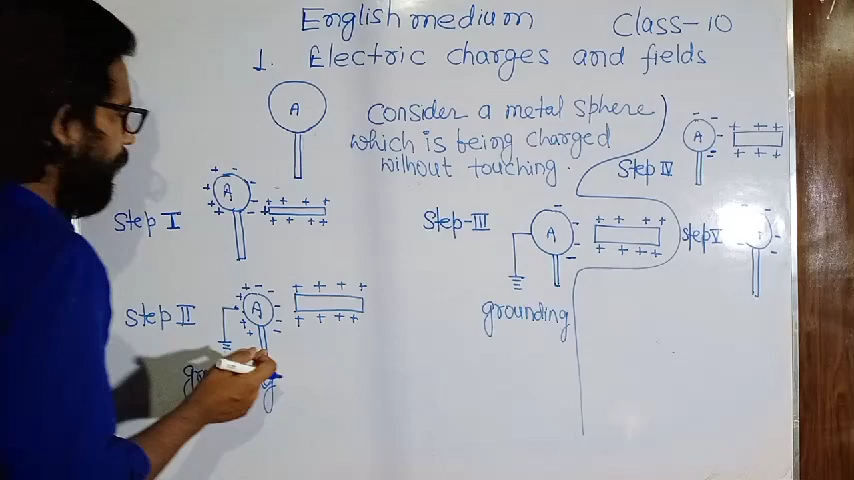 English medium Class-10
1. Electric charges and fields
A
Consider a metal sphere
which is being charged
without touching.
Step I
A
Step II
A
Step-III
A
grounding
Step IV
A
Step V